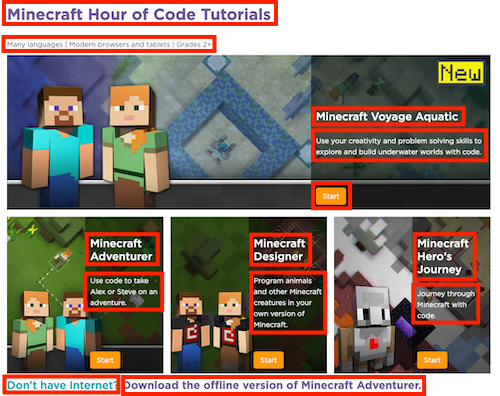 Minecraft Hour of Code Tutorials
Many languages | Modern browsers and tablets | Grades 2+
New
Minecraft Voyage Aquatic
Use your creativity and problem solving skills to
explore and build underwater worlds with code.
Start
Minecraft
Adventurer
Use code to take
Alex or Steve on an
adventure.
Start
Minecraft
Designer
Program animals
and other Minecraft
creatures in your
own version of
Minecraft.
Start
Minecraft
Hero's
Journey
Journey through
Minecraft with
code.
Start
Don't have Internet? Download the offline version of Minecraft Adventurer.